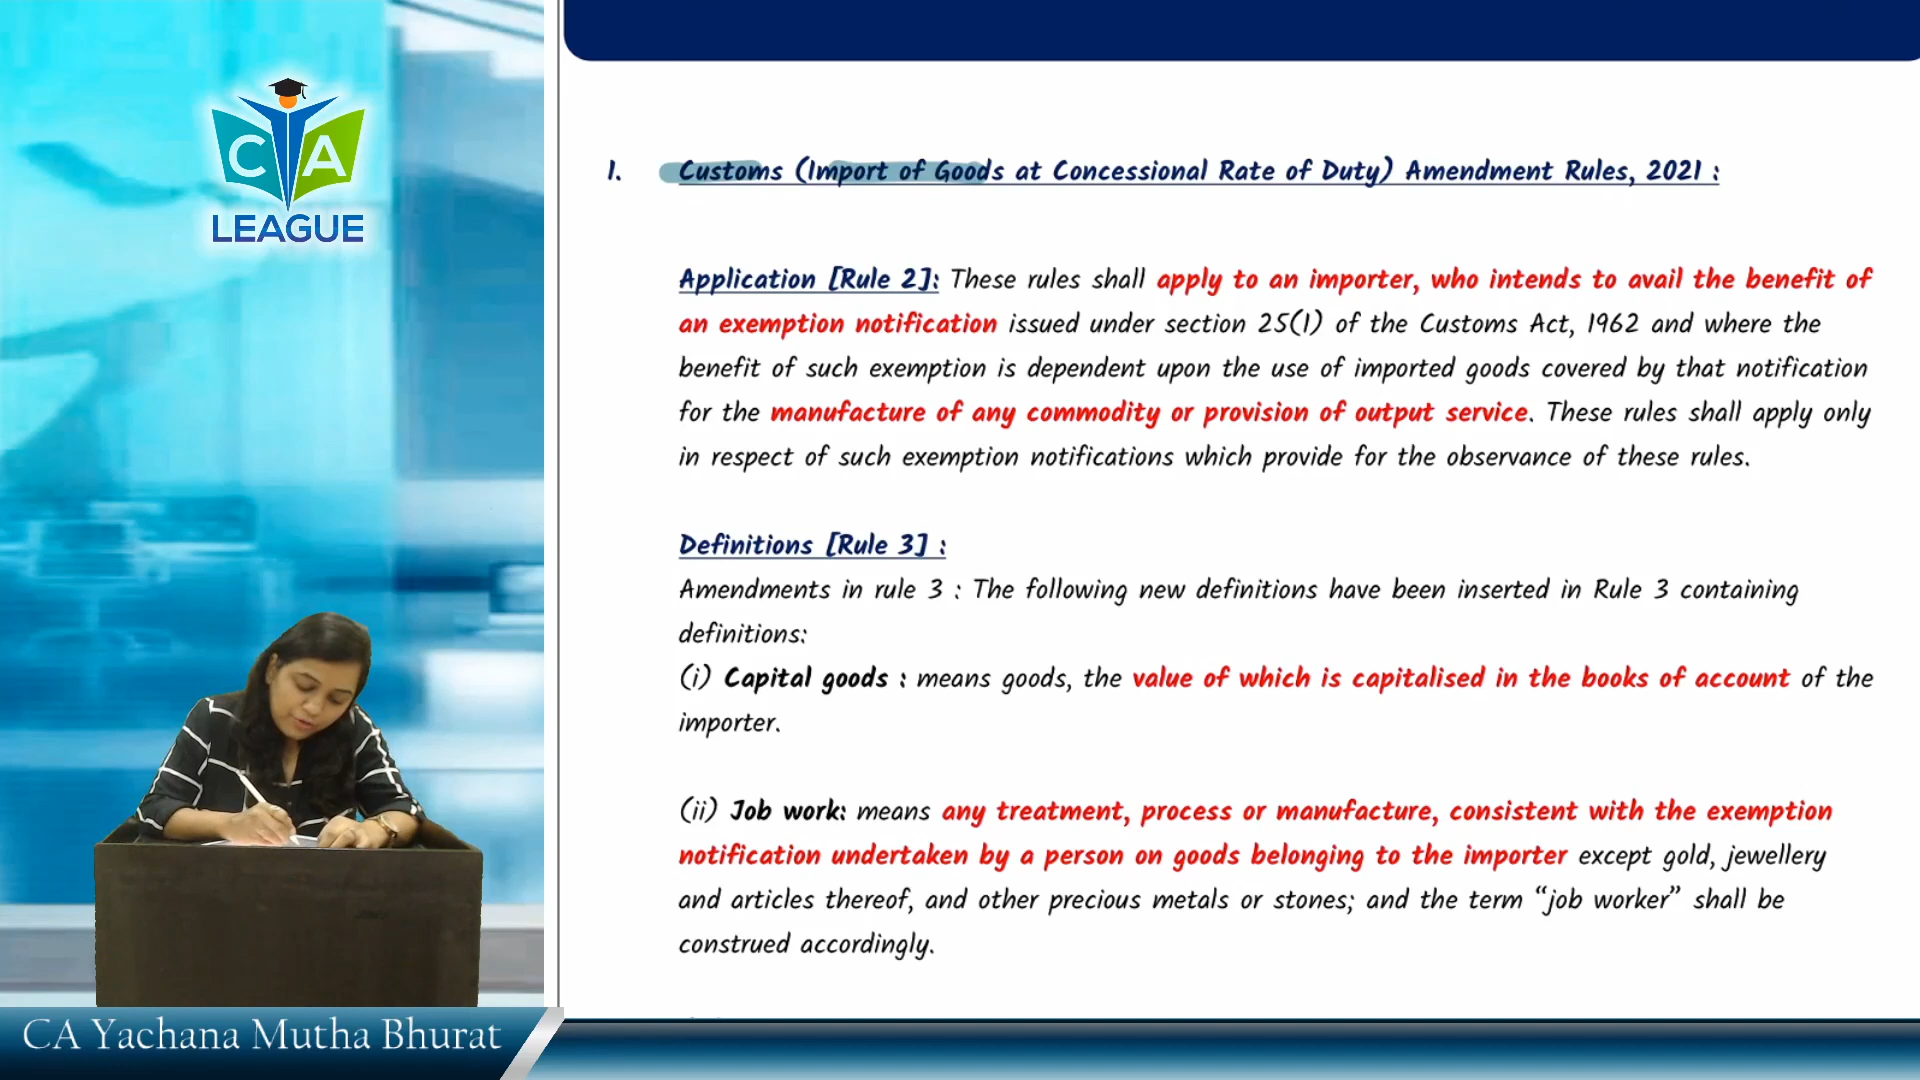 CA
LEAGUE
1. Customs (Import of Goods at Concessional Rate of Duty) Amendment Rules, 2021 :
Application [Rule 2]: These rules shall apply to an importer, who intends to avail the benefit of
an exemption notification issued under section 25(1) of the Customs Act, 1962 and where the
benefit of such exemption is dependent upon the use of imported goods covered by that notification
for the manufacture of any commodity or provision of output service. These rules shall apply only
in respect of such exemption notifications which provide for the observance of these rules.
Definitions [Rule 3] :
Amendments in rule 3 : The following new definitions have been inserted in Rule 3 containing
definitions:
(i) Capital goods : means goods, the value of which is capitalised in the books of account of the
importer.
(ii) Job work: means any treatment, process or manufacture, consistent with the exemption
notification undertaken by a person on goods belonging to the importer except gold, jewellery
and articles thereof, and other precious metals or stones; and the term “job worker” shall be
construed accordingly.
CA Yachana Mutha Bhurat